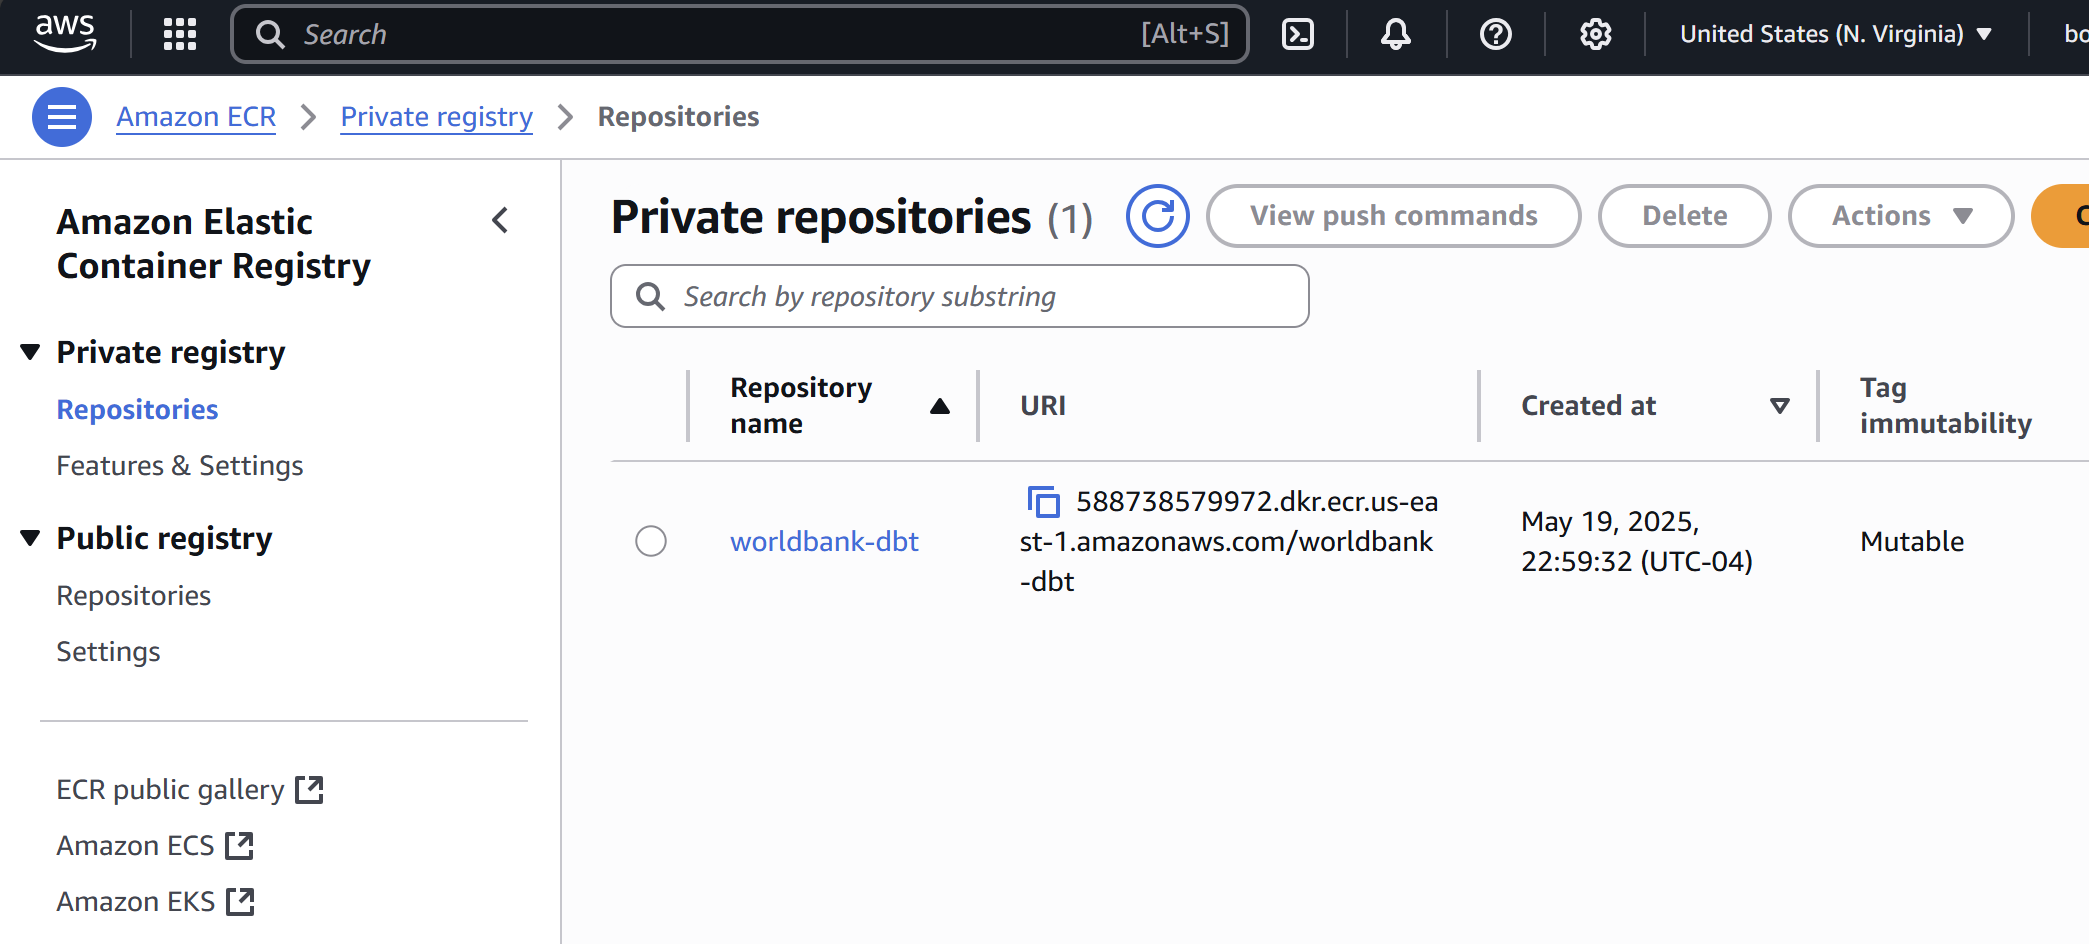 aws
Search [Alt+S]
United States (N. Virginia)
Amazon ECR
Private registry
Repositories
Amazon Elastic
Container Registry
Private registry
Repositories
Features & Settings
Public registry
Repositories
Settings
ECR public gallery
Amazon ECS
Amazon EKS
Private repositories (1)
View push commands
Delete
Actions
Search by repository substring
Repository
name
URI
Created at
Tag
immutability
worldbank-dbt
588738579972.dkr.ecr.us-ea
st-1.amazonaws.com/worldbank
-dbt
May 19, 2025,
22:59:32 (UTC-04)
Mutable